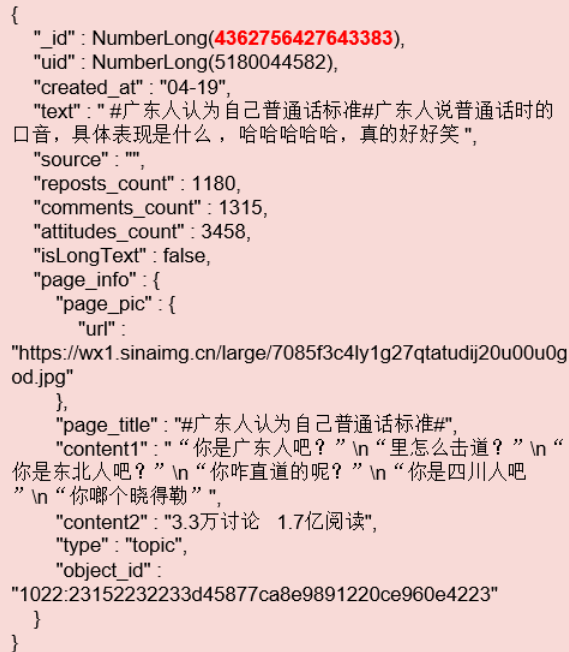 {
"_id" : NumberLong(4362756427643383),
"uid" : NumberLong(5180044582),
"created_at" : "04-19",
"text" : " #广东人认为自己普通话标准#广东人说普通话时的
口音，具体表现是什么 ，哈哈哈哈哈，真的好好笑 ",
"source" : "",
"reposts_count" : 1180,
"comments_count" : 1315,
"attitudes_count" : 3458,
"isLongText" : false,
"page_info" : {
"page_pic" : {
"url" :
"https://wx1.sinaimg.cn/large/7085f3c4ly1g27qtatudij20u00u0g
od.jpg"
},
"page_title" : "#广东人认为自己普通话标准#",
"content1" : "“你是广东人吧？”\n“里怎么击道？”\n“
你是东北人吧？”\n“你咋直道的呢？”\n“你是四川人吧
”\n“你啷个晓得勒”",
"content2" : "3.3万讨论 1.7亿阅读",
"type" : "topic",
"object_id" :
"1022:23152232233d45877ca8e9891220ce960e4223"
}
}